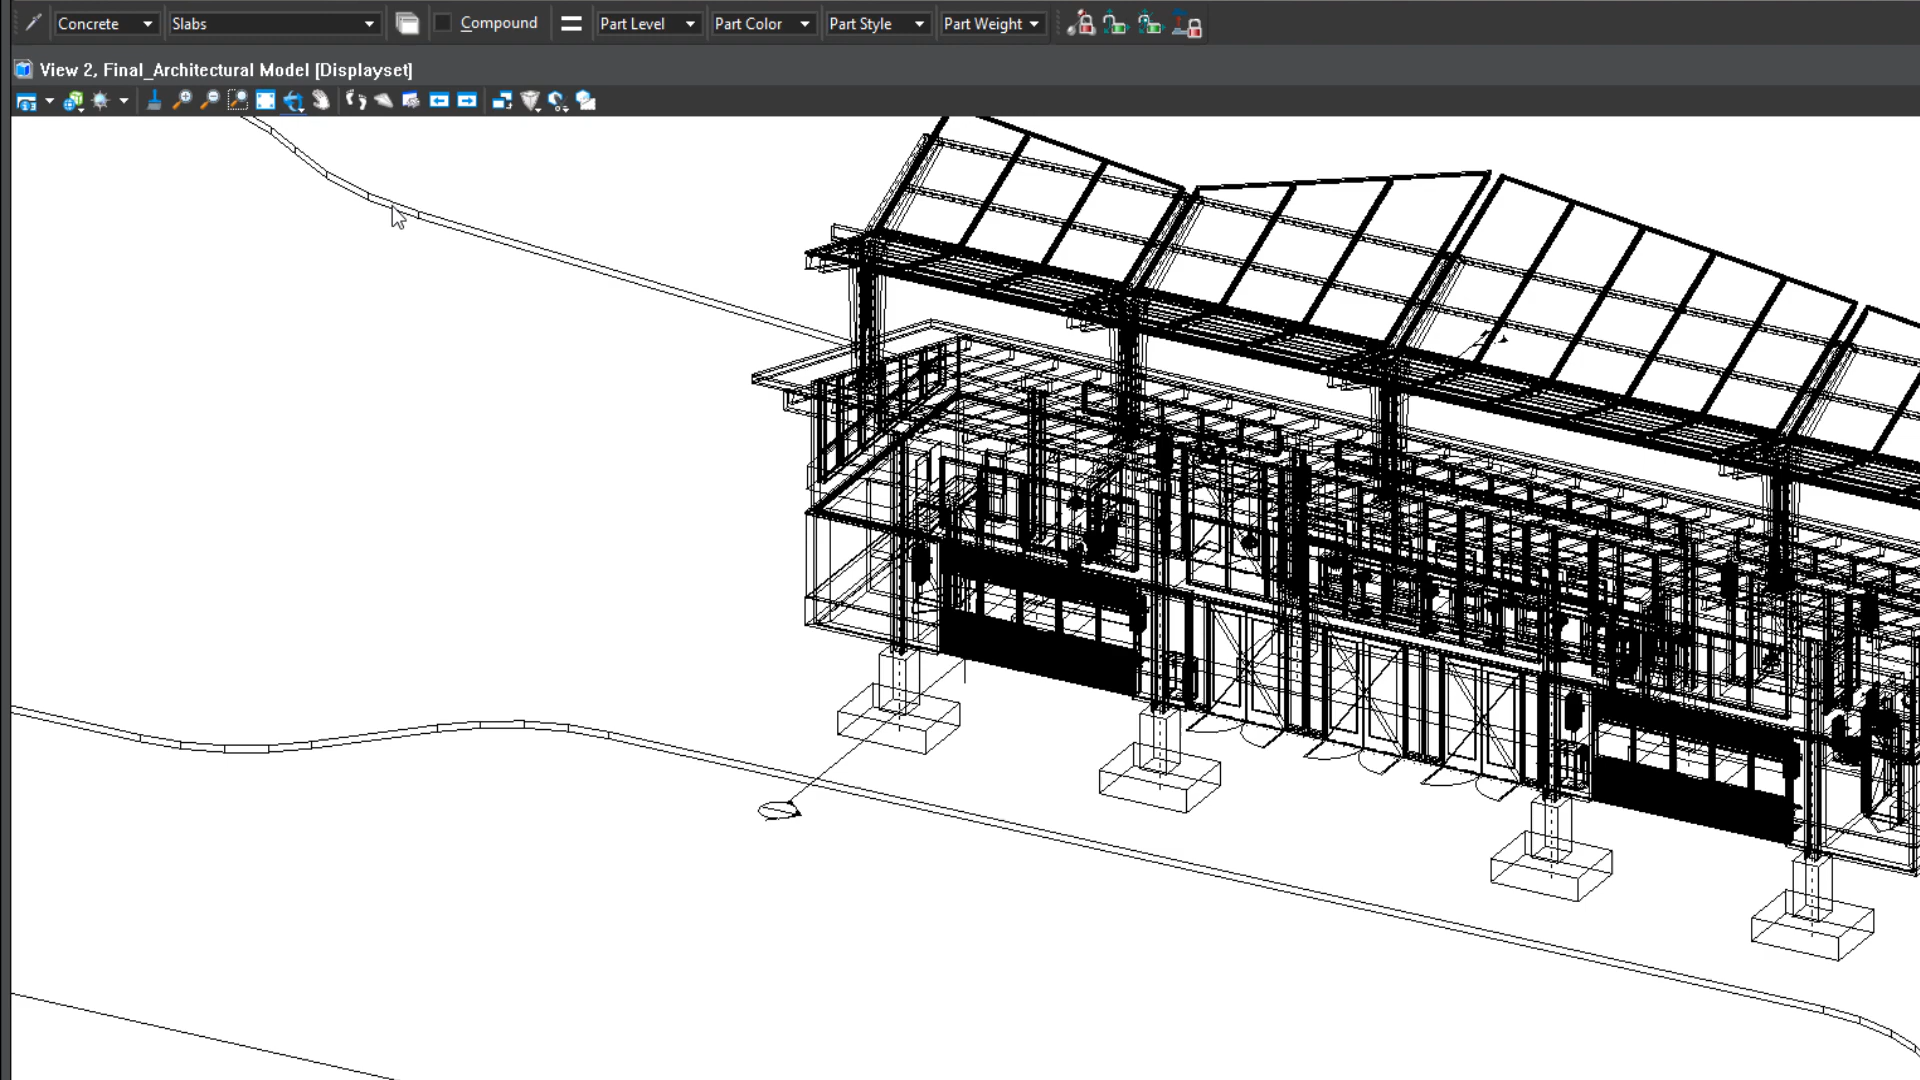 Concrete Slabs Compound Part Level Part Color Part Style Part Weight
View 2, Final_Architectural Model [Displayset]